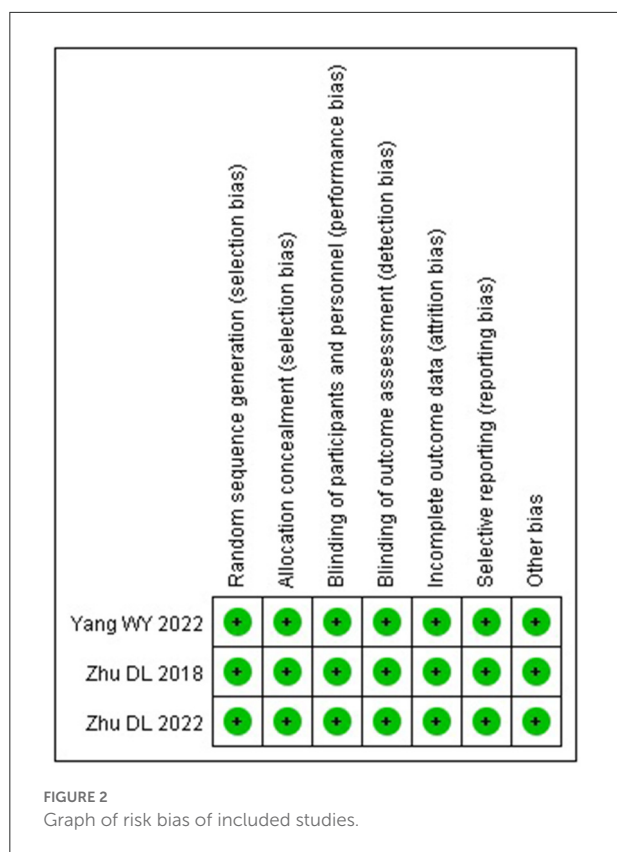 Random sequence generation (selection bias)
Allocation concealment (selection bias)
Blinding of participants and personnel (performance bias)
Blinding of outcome assessment (detection bias)
Incomplete outcome data (attrition bias)
Selective reporting (reporting bias)
Other bias
Yang WY 2022 + + + + + + +
Zhu DL 2018 + + + + + + +
Zhu DL 2022 + + + + + + +
FIGURE 2
Graph of risk bias of included studies.